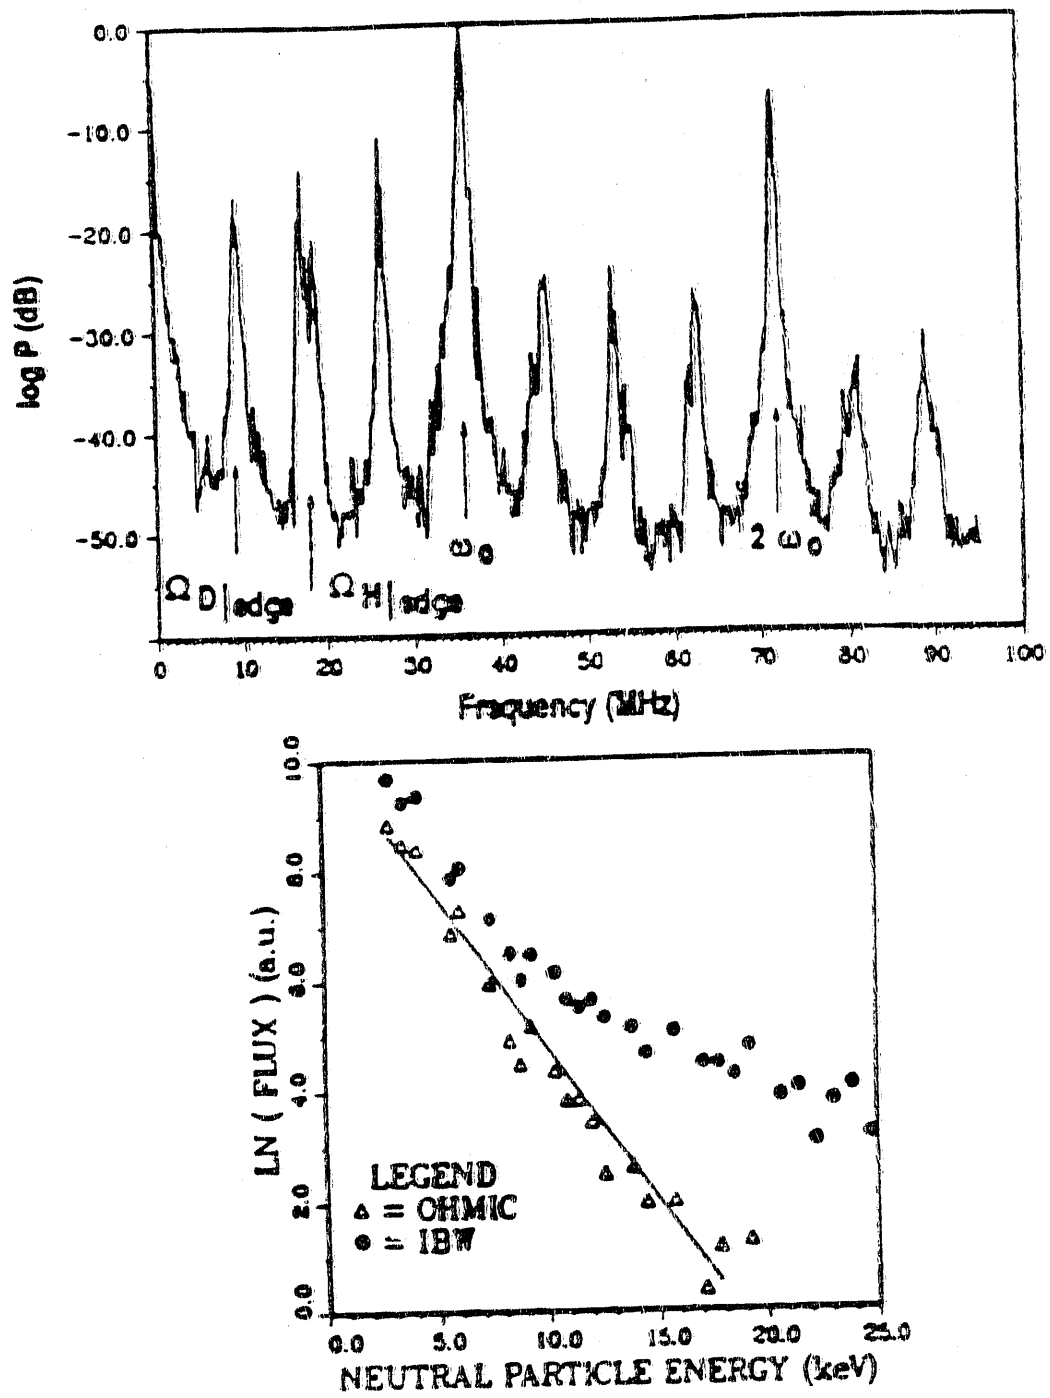 0.0
-10.0
-20.0
-30.0
-40.0
-50.0
log P (dB)
Ω D|edge
Ω H|edge
ω0
2 ω0
0 10 20 30 40 50 60 70 80 90 100
Frequency (MHz)
10.0
8.0
6.0
4.0
2.0
0.0
LN ( FLUX ) (a.u.)
LEGEND
△ = OHMIC
● = IBW
0.0 5.0 10.0 15.0 20.0 25.0
NEUTRAL PARTICLE ENERGY (keV)